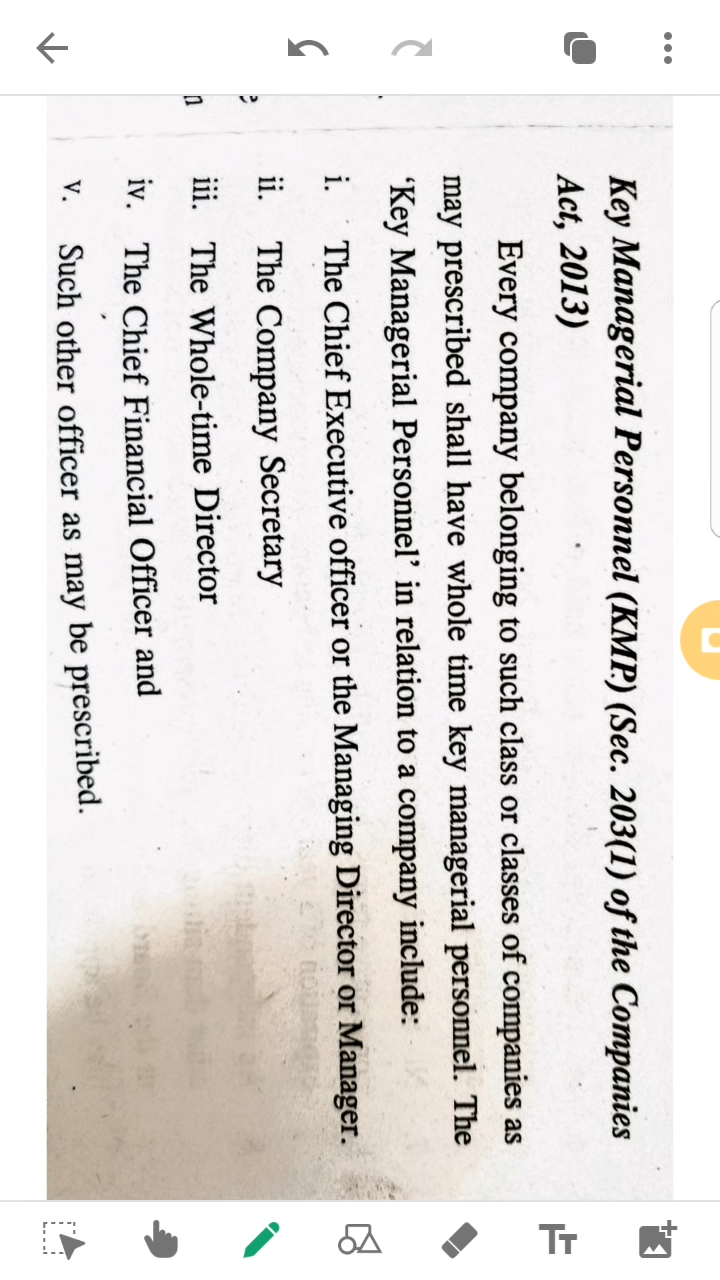 Key Managerial Personnel (KMP.) (Sec. 203(1) of the Companies
Act, 2013)
Every company belonging to such class or classes of companies as
may prescribed shall have whole time key managerial personnel. The
‘Key Managerial Personnel’ in relation to a company include:
i. The Chief Executive officer or the Managing Director or Manager.
ii. The Company Secretary
iii. The Whole-time Director
iv. The Chief Financial Officer and
v. Such other officer as may be prescribed.
TT